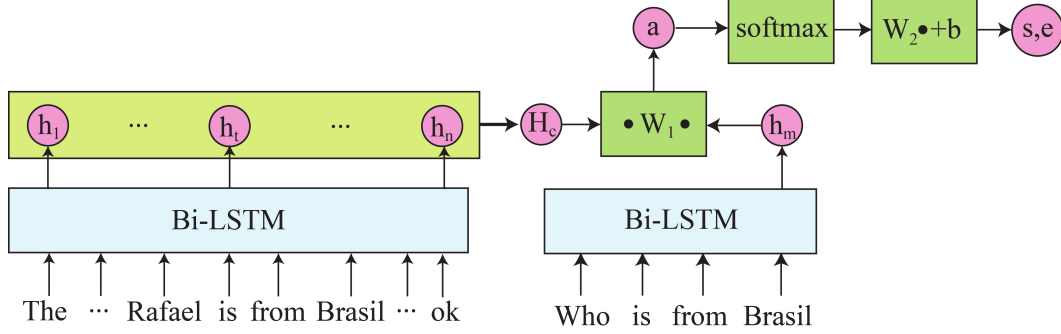 a softmax W₂•+b s,e
h₁ ... hₜ ... hₙ H_c •W₁• hₘ
Bi-LSTM Bi-LSTM
The ... Rafael is from Brasil ... ok Who is from Brasil